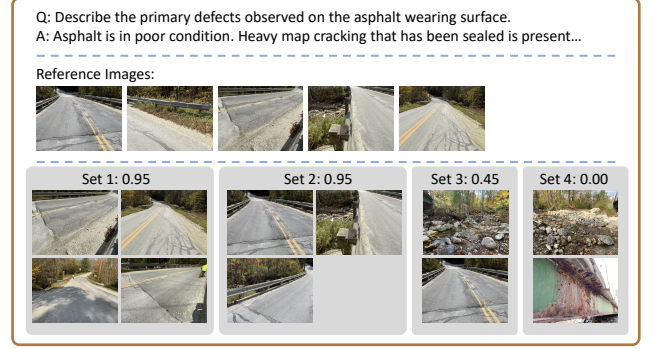 Q: Describe the primary defects observed on the asphalt wearing surface.
A: Asphalt is in poor condition. Heavy map cracking that has been sealed is present…
Reference Images:
Set 1: 0.95
Set 2: 0.95
Set 3: 0.45
Set 4: 0.00